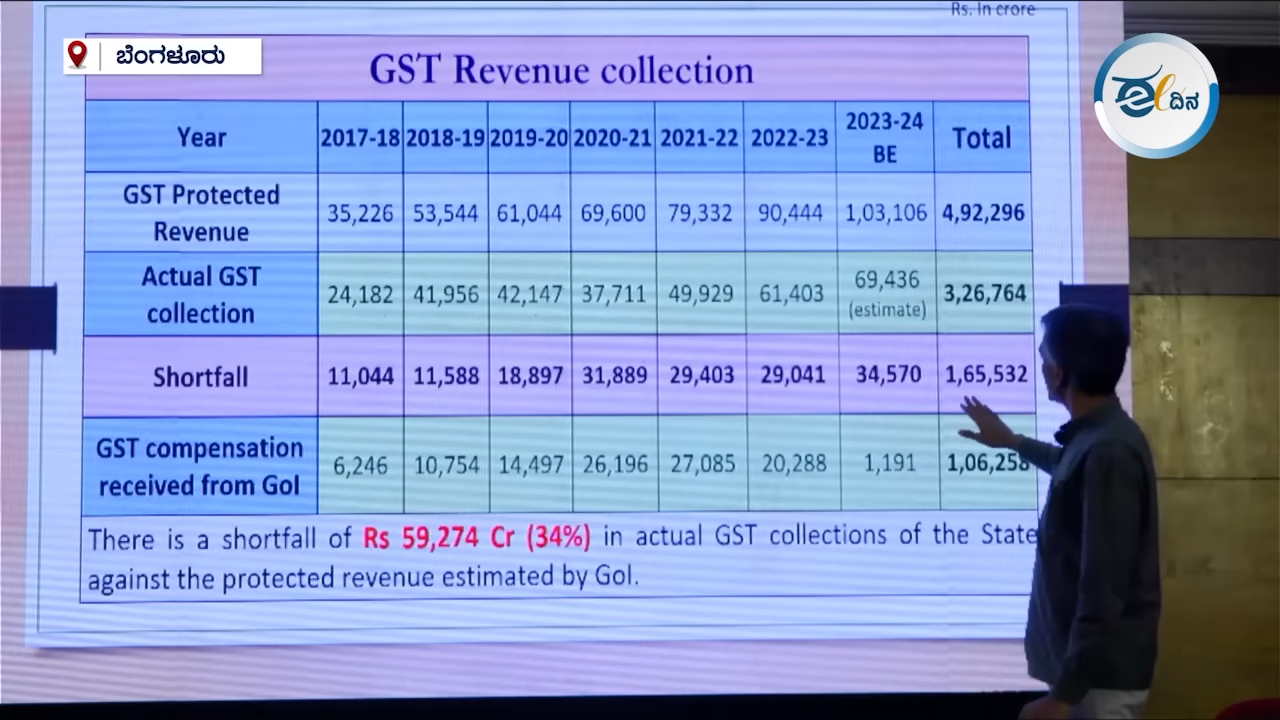 Rs. In crore
ಬೆಂಗಳೂರು
ಈದಿನ
GST Revenue collection
Year 2017-18 2018-19 2019-20 2020-21 2021-22 2022-23 2023-24 BE Total
GST Protected Revenue 35,226 53,544 61,044 69,600 79,332 90,444 1,03,106 4,92,296
Actual GST collection 24,182 41,956 42,147 37,711 49,929 61,403 69,436 (estimate) 3,26,764
Shortfall 11,044 11,588 18,897 31,889 29,403 29,041 34,570 1,65,532
GST compensation received from GoI 6,246 10,754 14,497 26,196 27,085 20,288 1,191 1,06,258
There is a shortfall of Rs 59,274 Cr (34%) in actual GST collections of the State
against the protected revenue estimated by GoI.